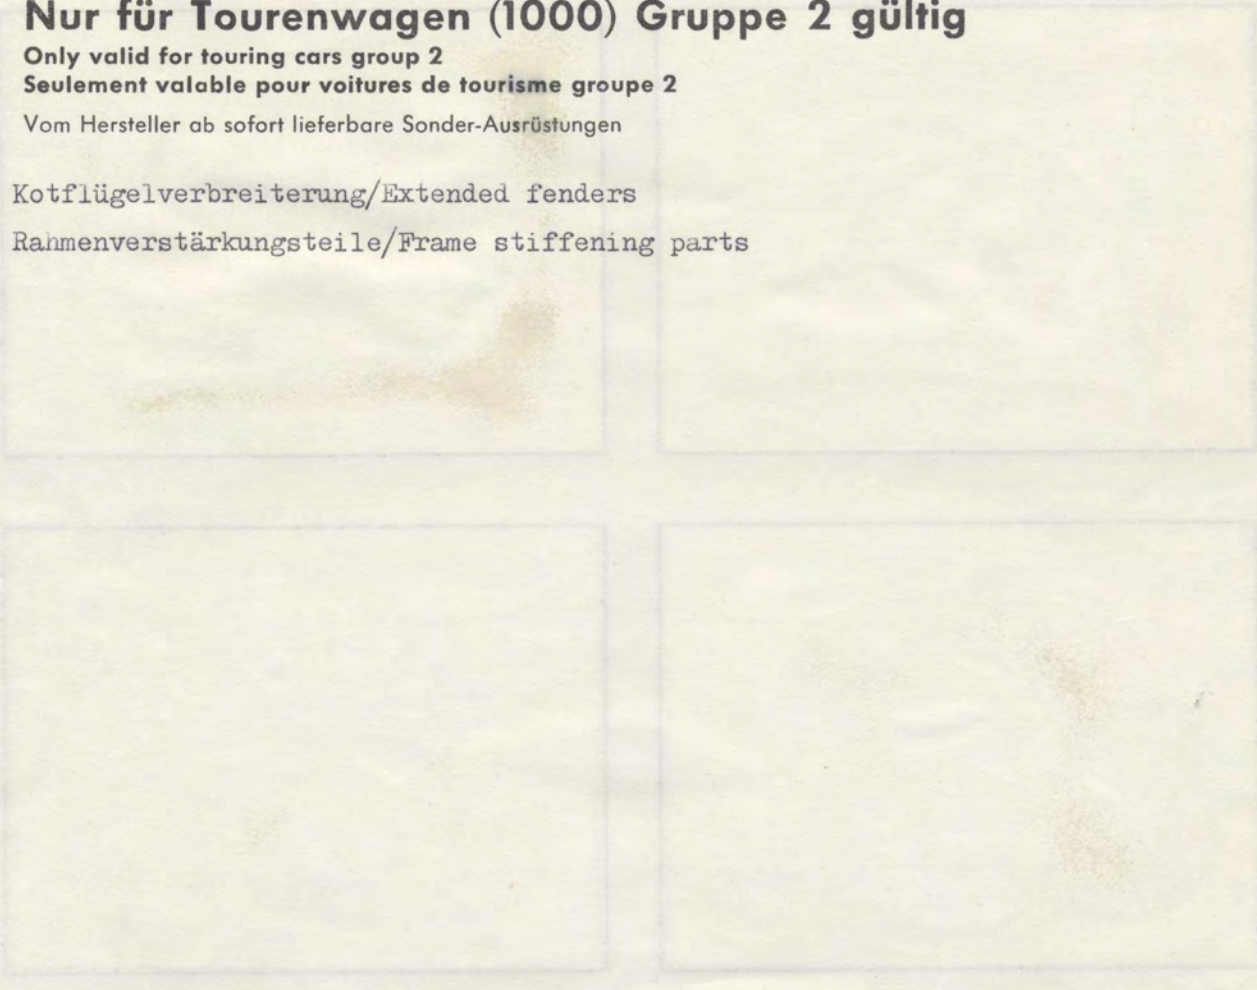 Nur für Tourenwagen (1000) Gruppe 2 gültig
Only valid for touring cars group 2
Seulement valable pour voitures de tourisme groupe 2
Vom Hersteller ab sofort lieferbare Sonder-Ausrüstungen
Kotflügelverbreiterung/Extended fenders
Rahmenverstärkungsteile/Frame stiffening parts